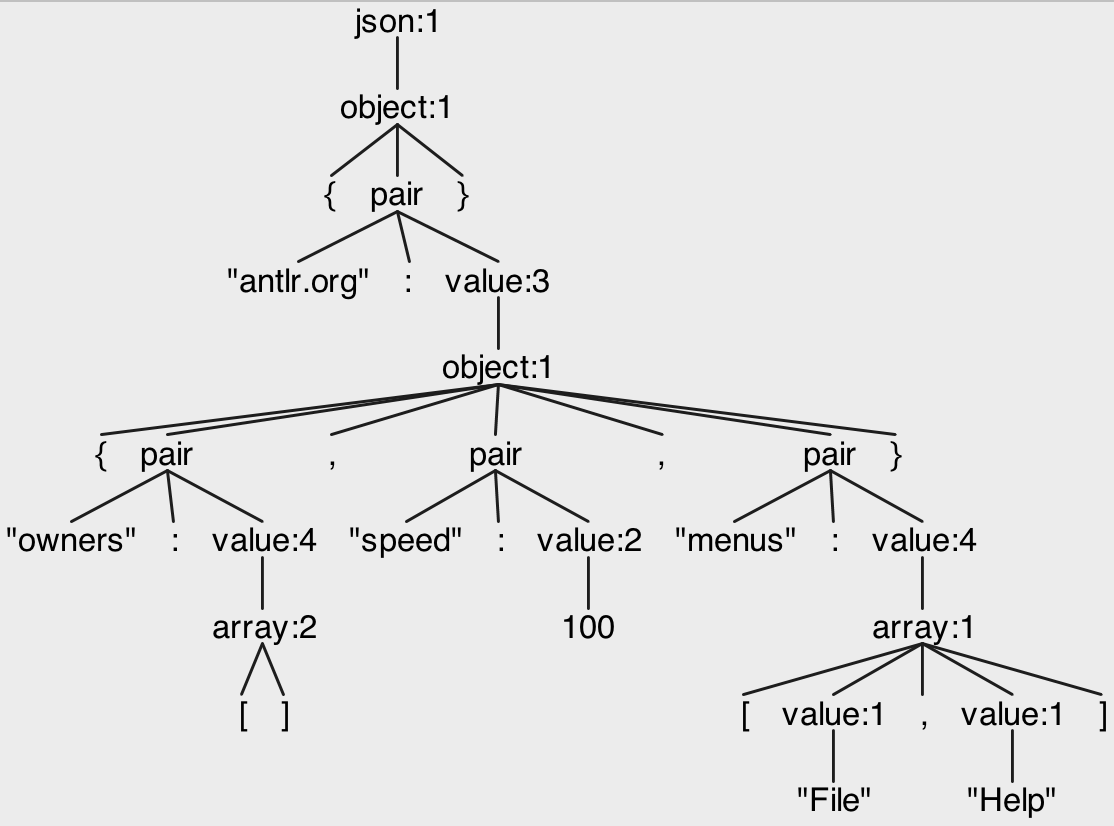 json:1
object:1
{ pair }
"antlr.org" : value:3
object:1
{ pair , pair , pair }
"owners" : value:4 "speed" : value:2 "menus" : value:4
array:2 100 array:1
[ ] [ value:1 , value:1 ]
"File" "Help"